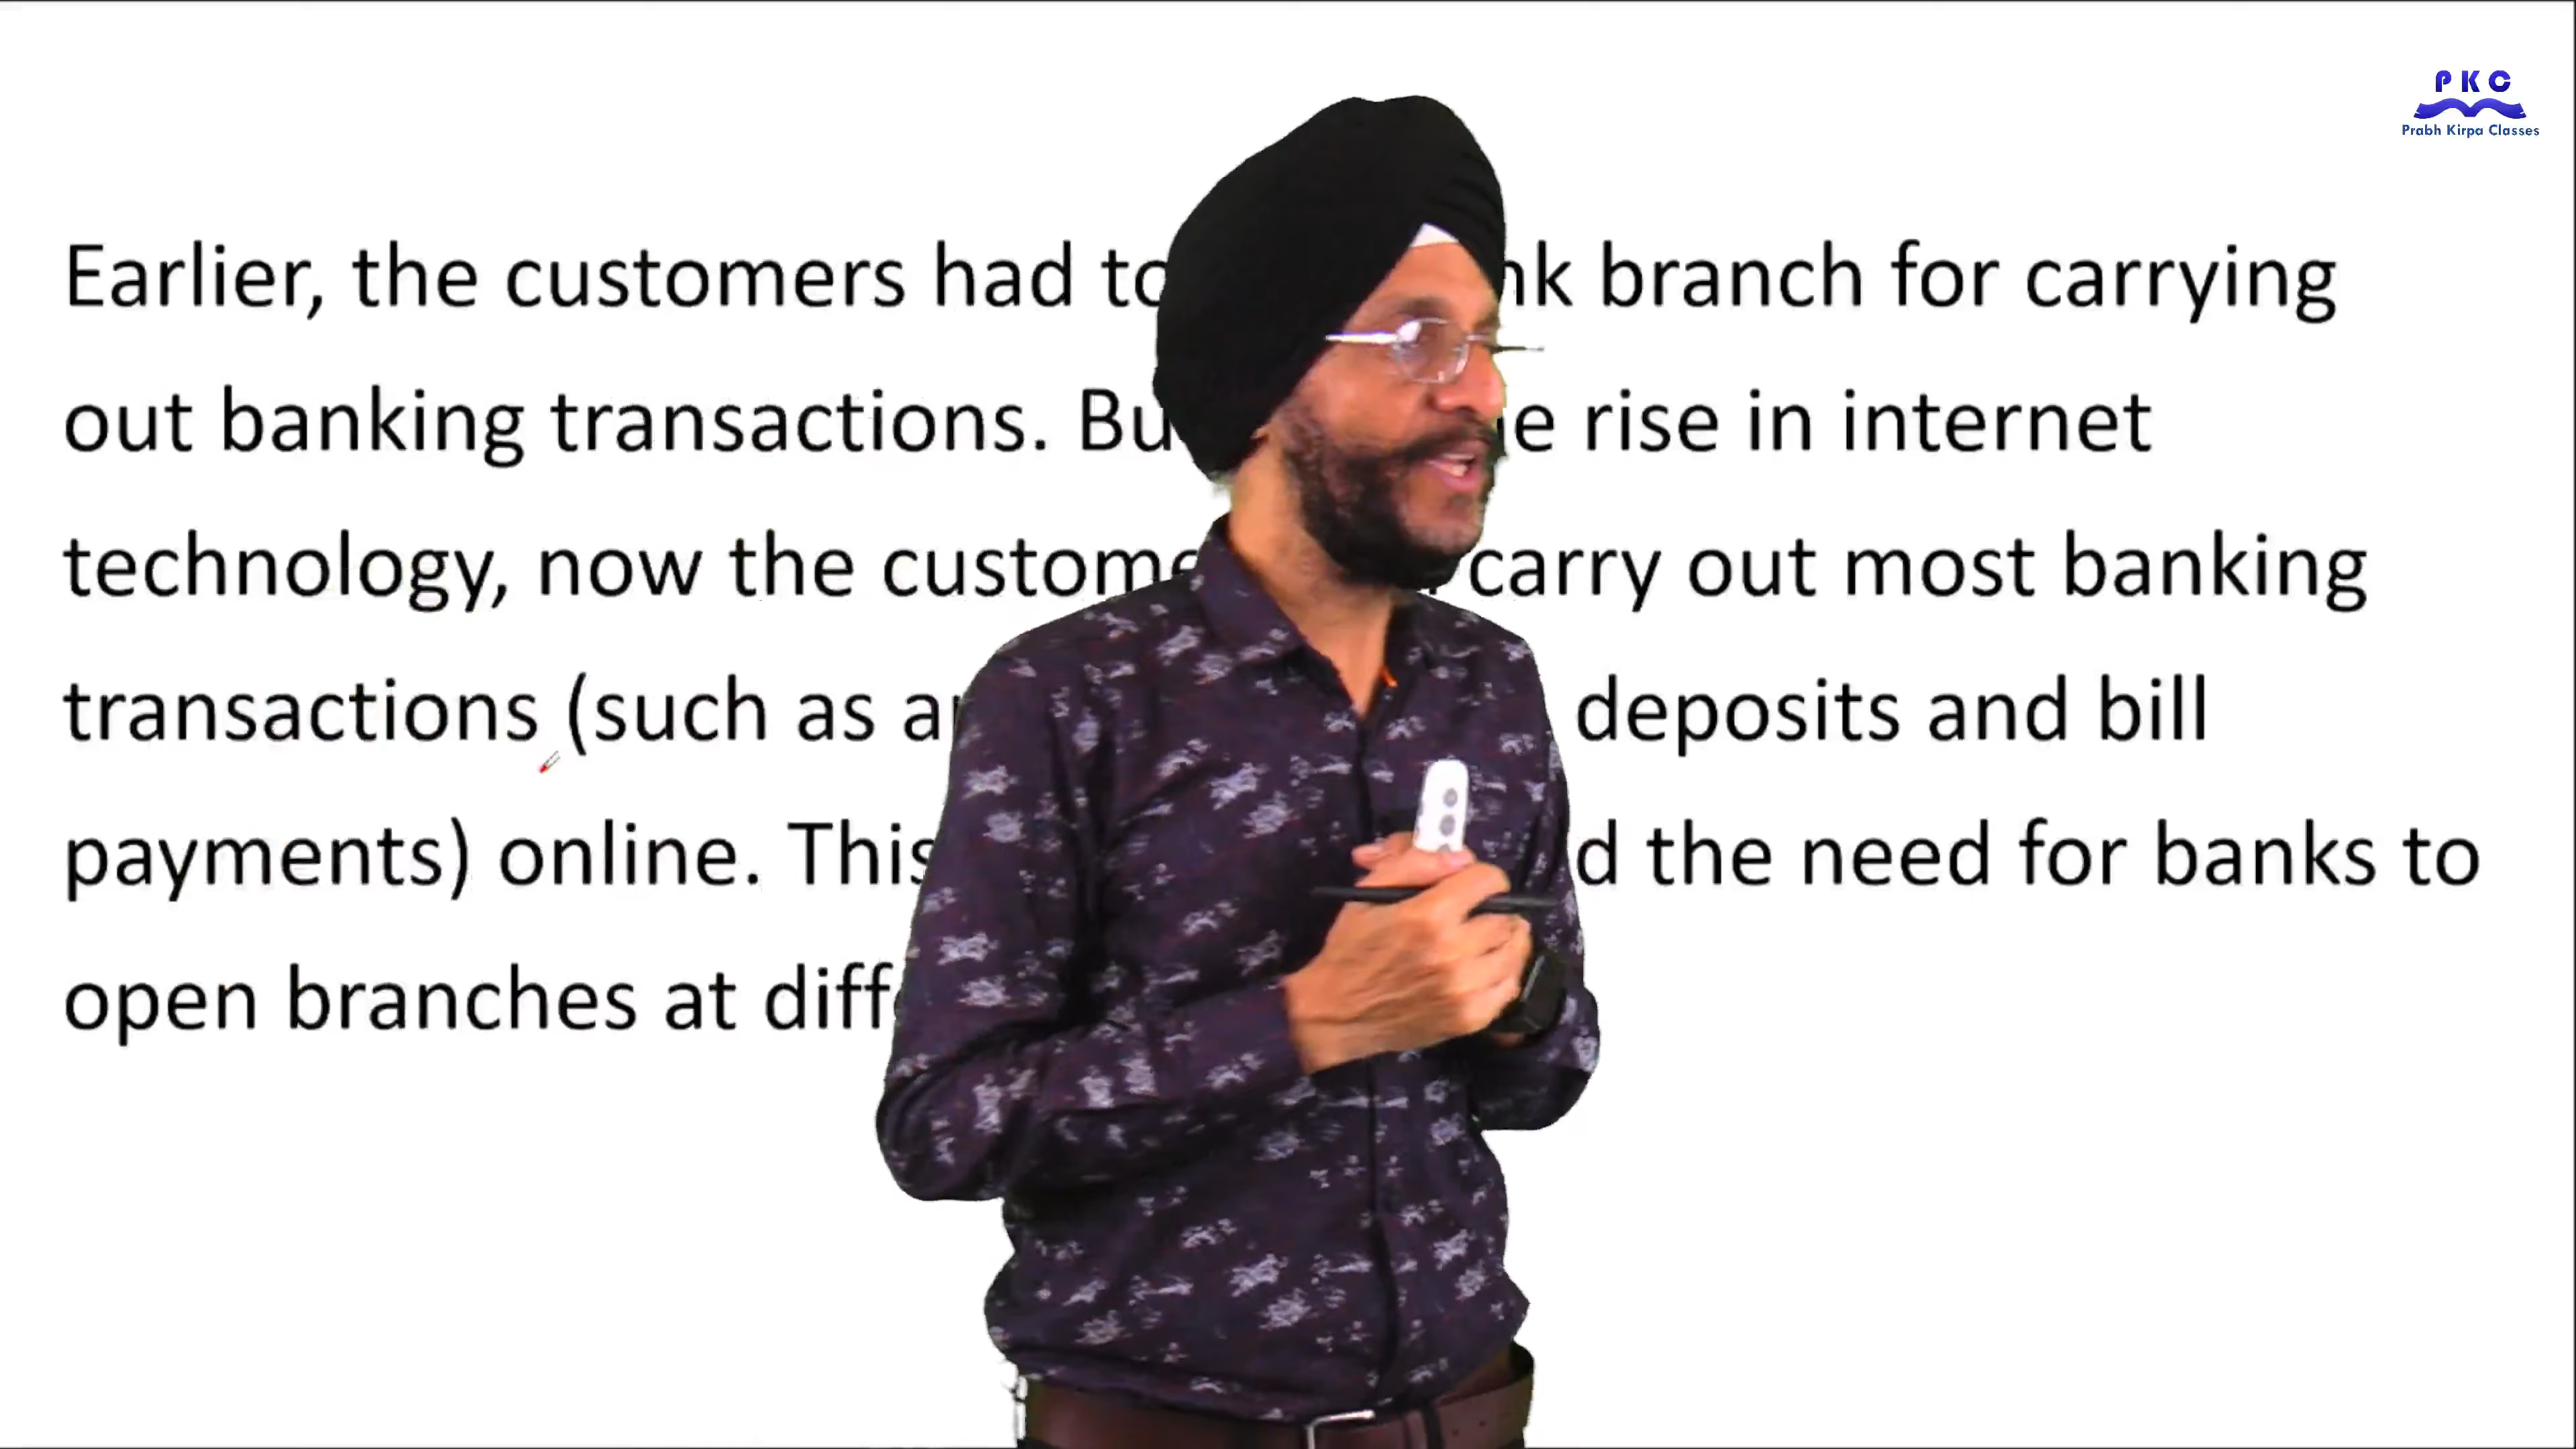 P K C
Prabh Kirpa Classes
Earlier, the customers had to nk branch for carrying
out banking transactions. Bu e rise in internet
technology, now the custome carry out most banking
transactions (such as a deposits and bill
payments) online. This d the need for banks to
open branches at diff